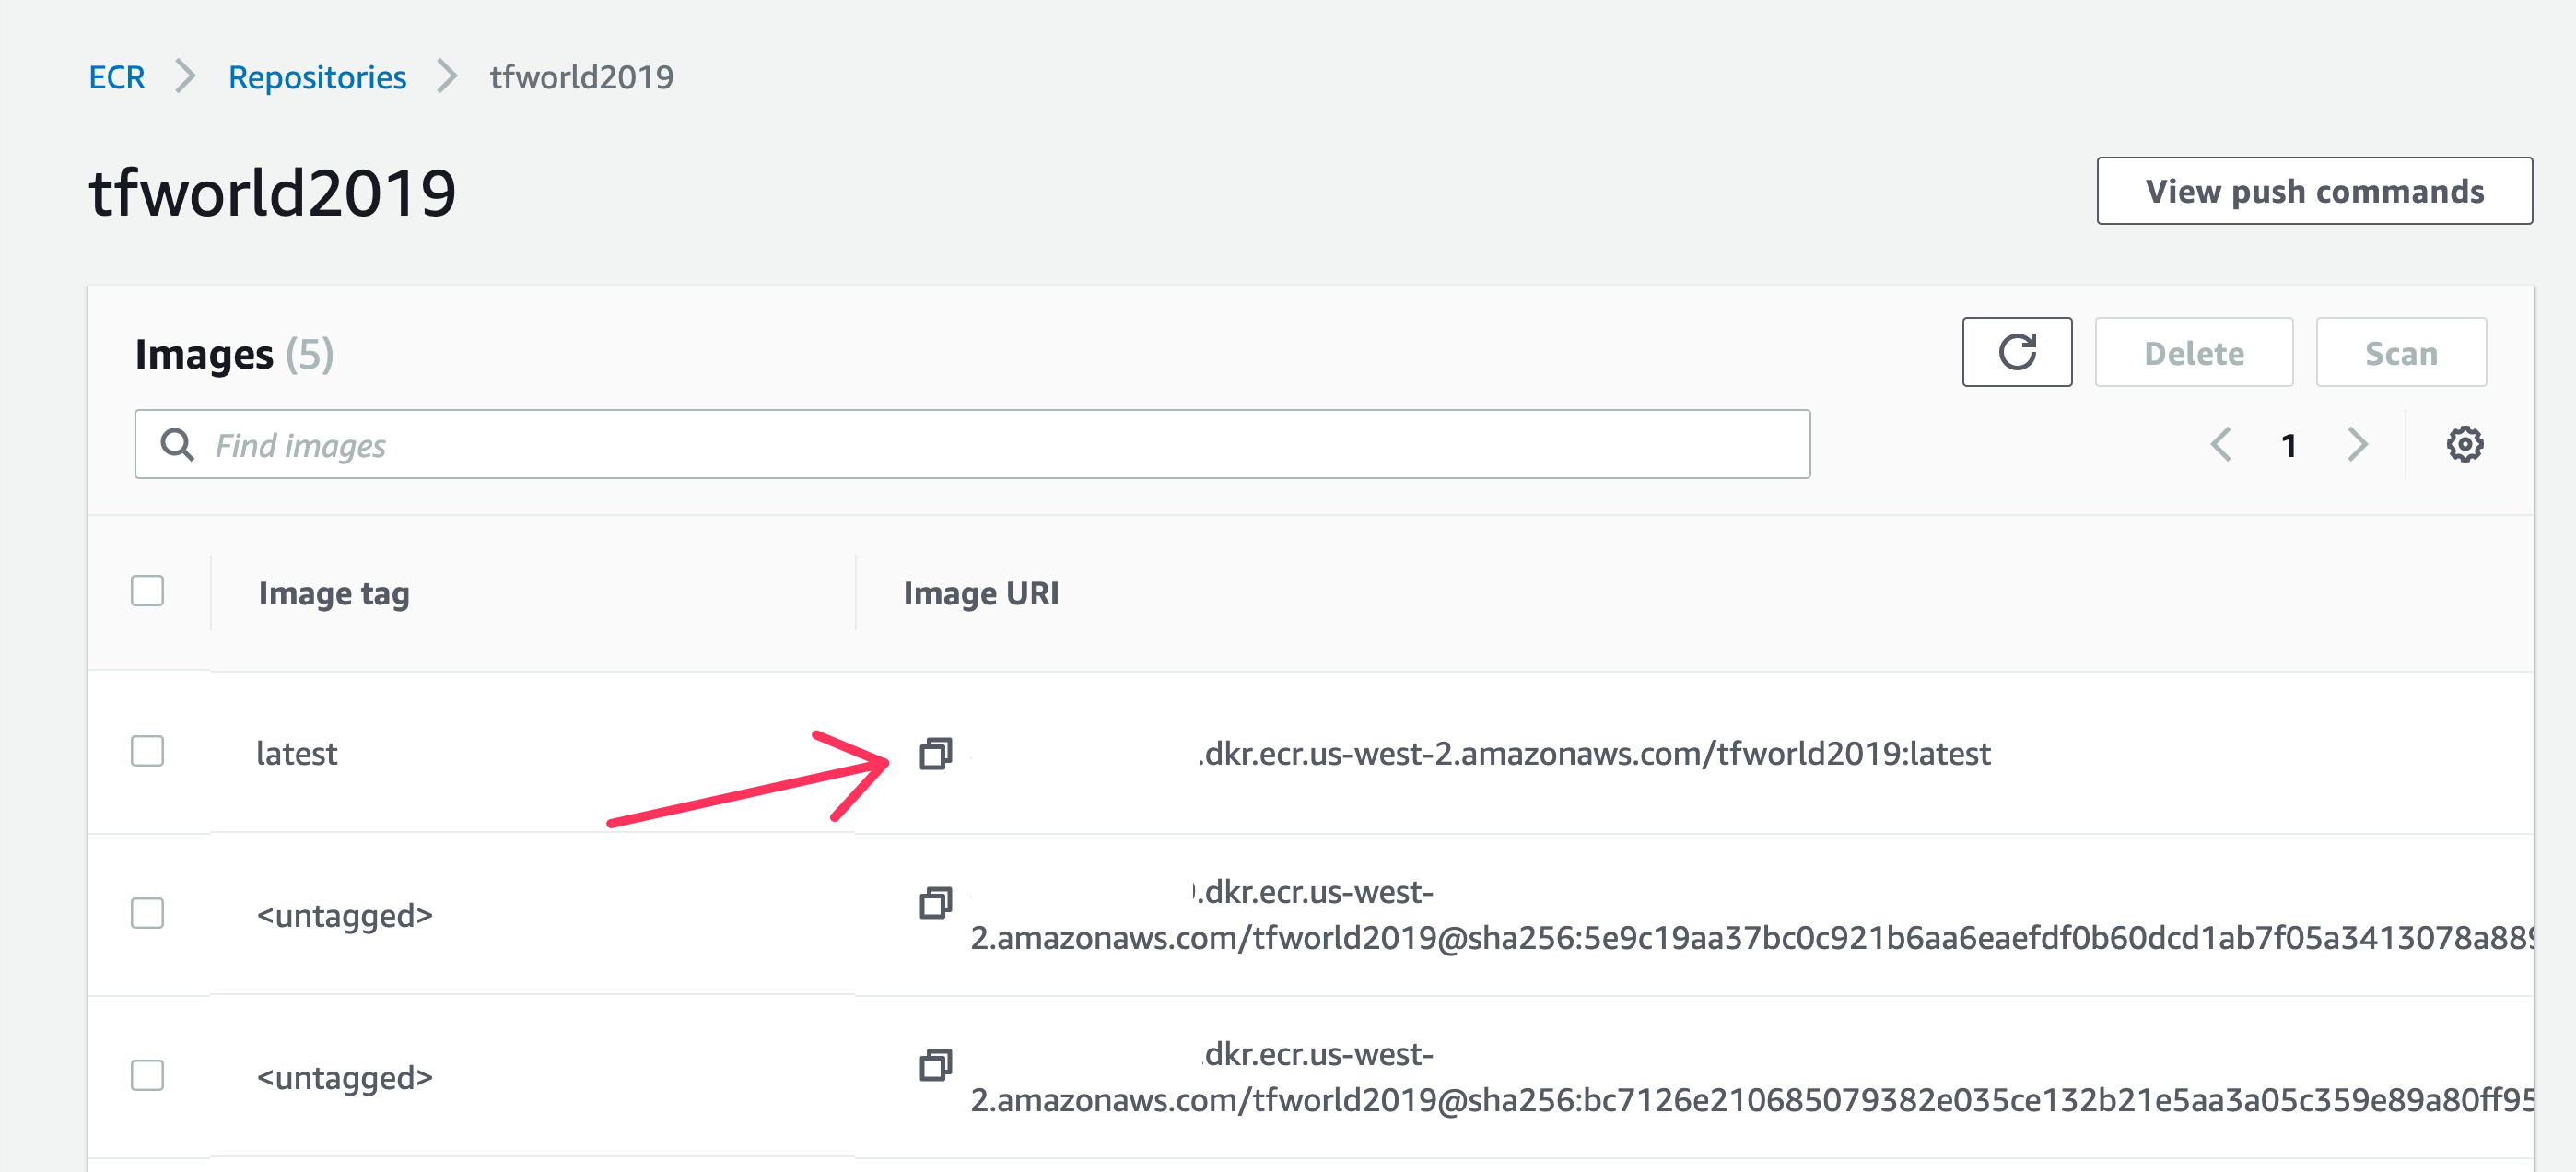 ECR Repositories tfworld2019
tfworld2019
View push commands
Images (5)
Delete
Scan
Find images
1
Image tag
Image URI
latest
.dkr.ecr.us-west-2.amazonaws.com/tfworld2019:latest
<untagged>
.dkr.ecr.us-west-
2.amazonaws.com/tfworld2019@sha256:5e9c19aa37bc0c921b6aa6eaefdf0b60dcd1ab7f05a3413078a88
<untagged>
.dkr.ecr.us-west-
2.amazonaws.com/tfworld2019@sha256:bc7126e210685079382e035ce132b21e5aa3a05c359e89a80ff95